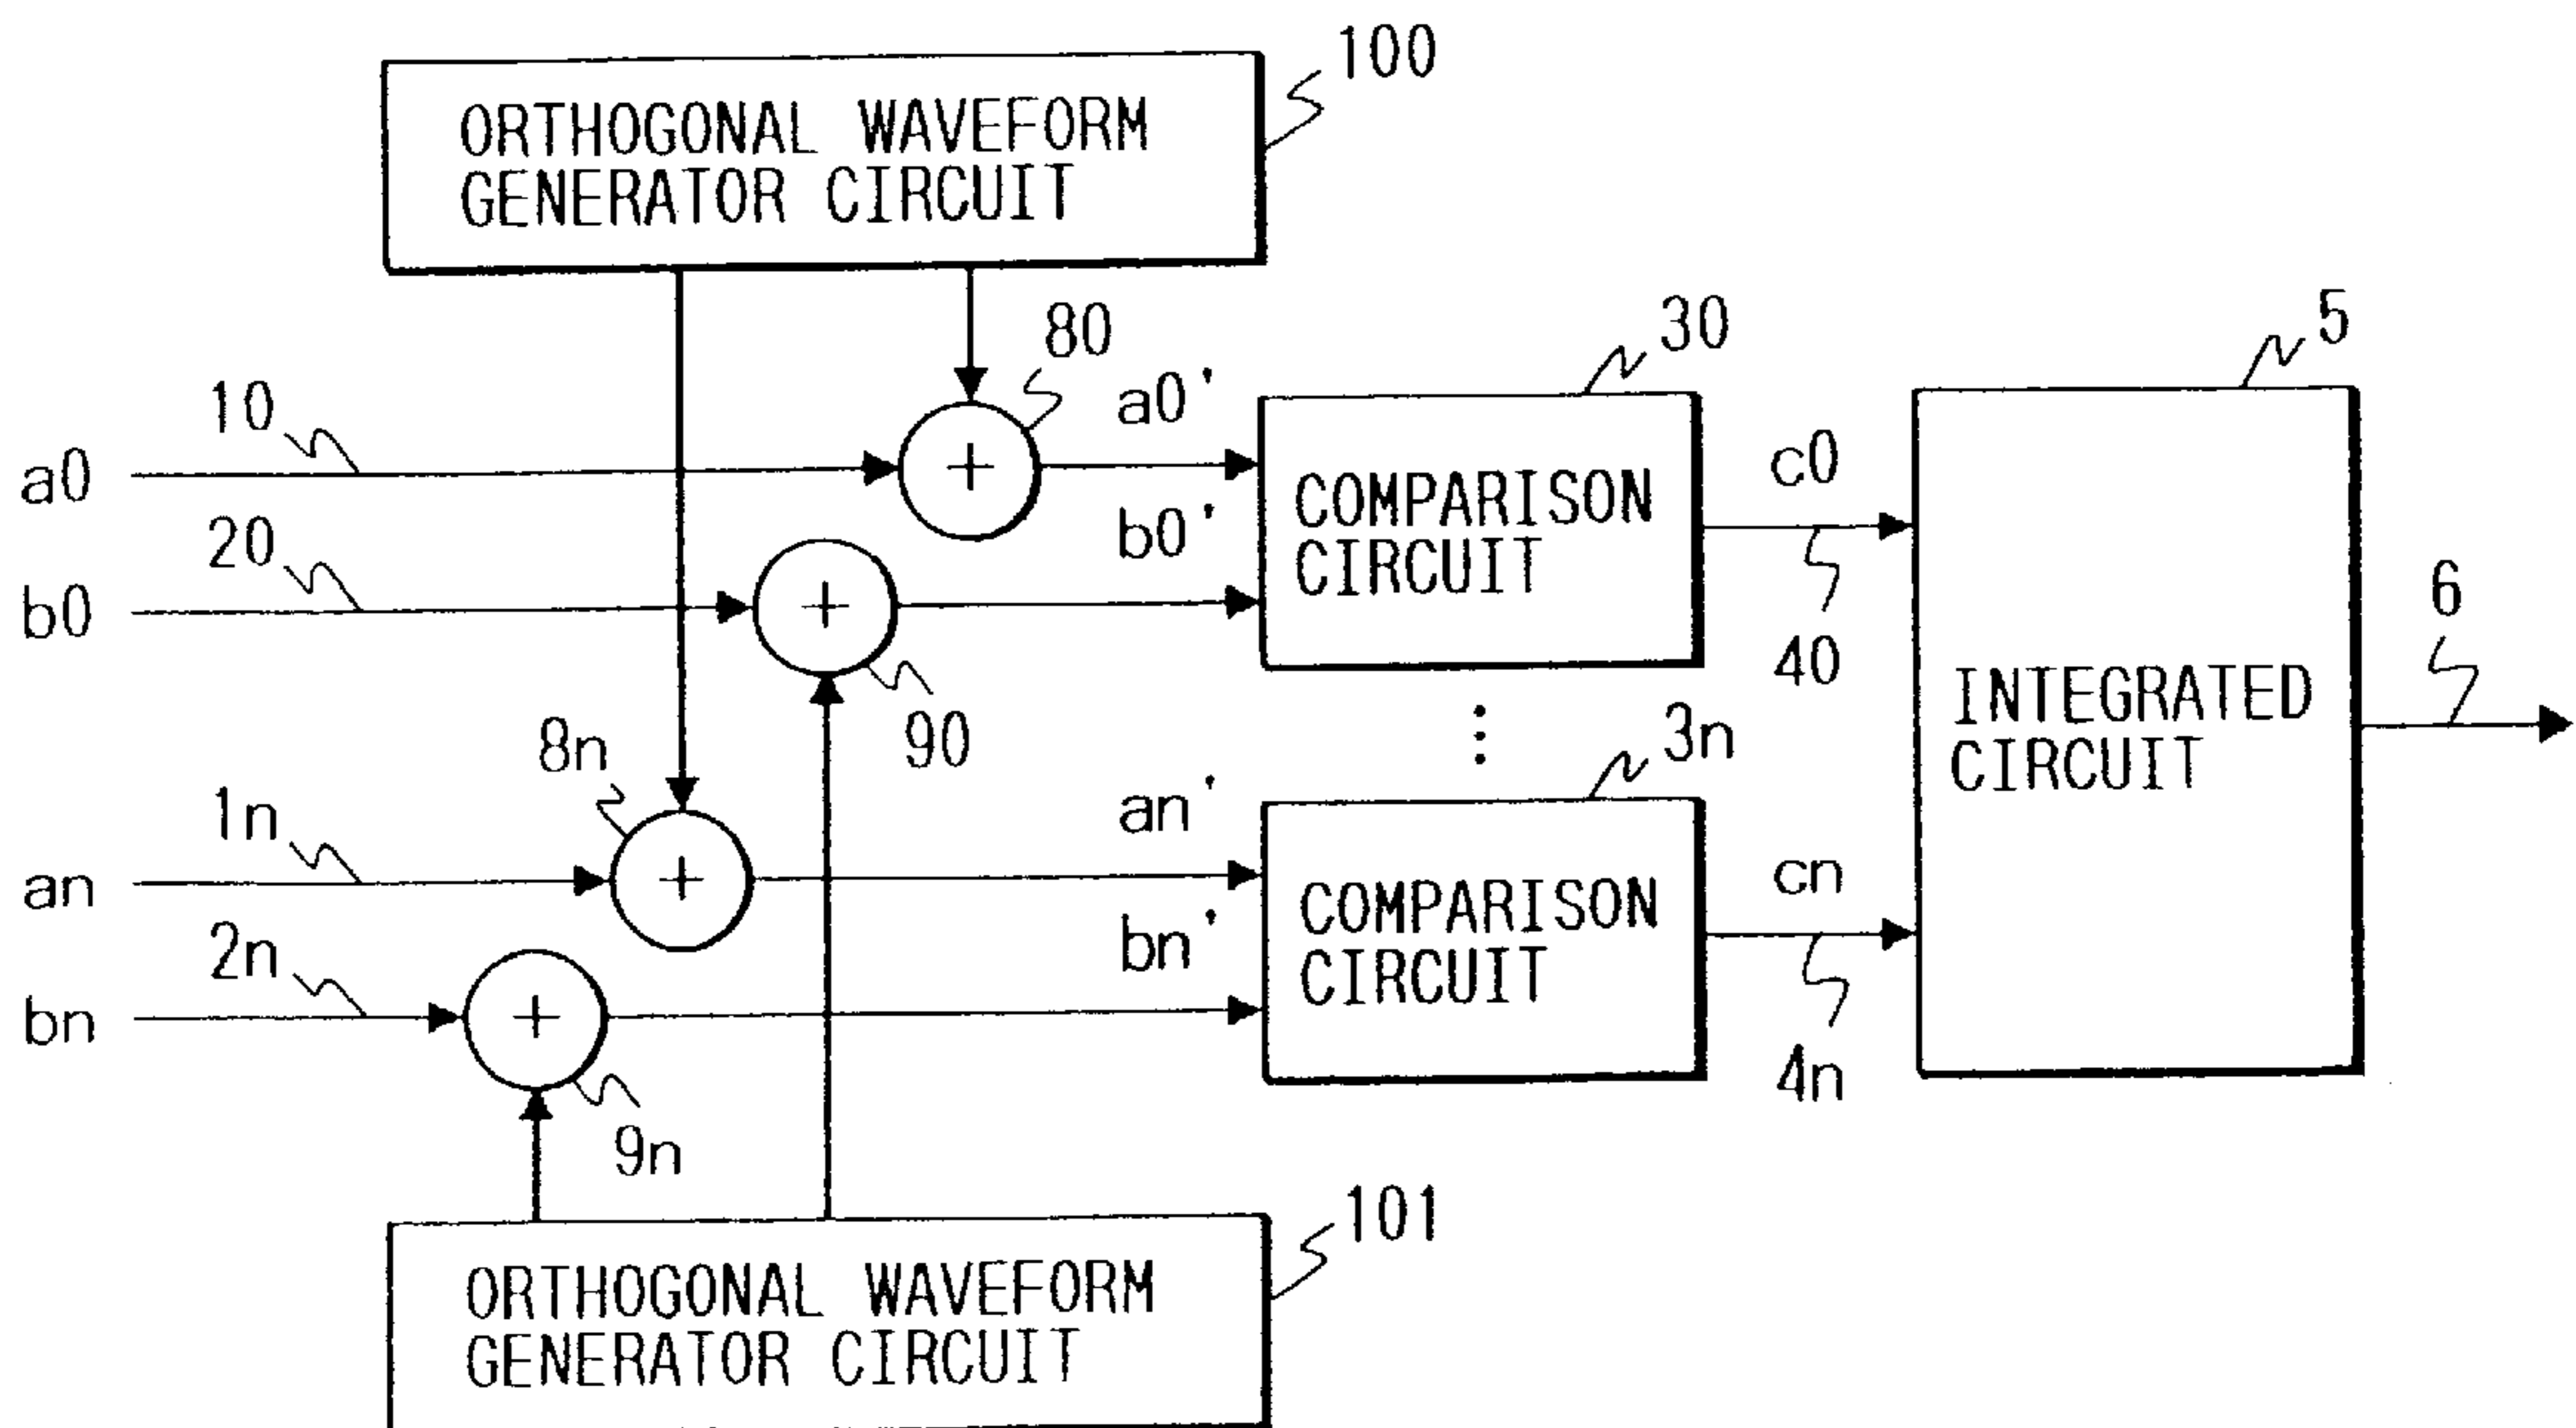 100
ORTHOGONAL WAVEFORM
GENERATOR CIRCUIT
80
30
5
10
a0'
a0
c0
COMPARISON
CIRCUIT
20
b0'
b0
6
40
90
INTEGRATED
CIRCUIT
8n
3n
1n
an'
an
cn
COMPARISON
CIRCUIT
2n
bn'
bn
4n
9n
101
ORTHOGONAL WAVEFORM
GENERATOR CIRCUIT
+
+
+
+